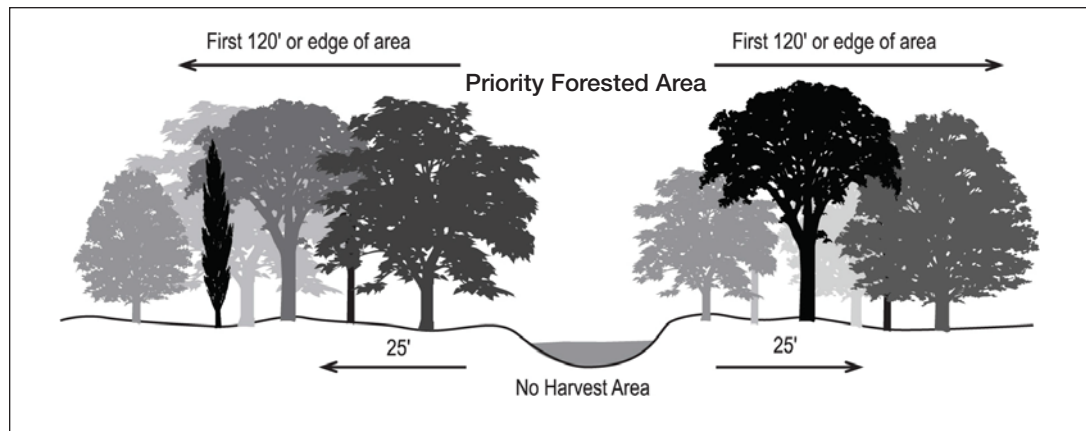 First 120' or edge of area
First 120' or edge of area
Priority Forested Area
25'
25'
No Harvest Area